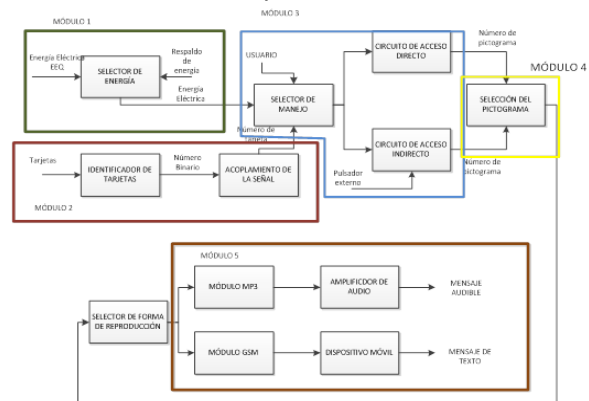 MÓDULO 1
MÓDULO 3
Energía Eléctrica
EEQ
SELECTOR DE
ENERGÍA
Respaldo
de
energía
Energía
Eléctrica
USUARIO
SELECTOR DE
MANEJO
CIRCUITO DE ACCESO
DIRECTO
Número de
pictograma
MÓDULO 4
SELECCIÓN DEL
PICTOGRAMA
CIRCUITO DE ACCESO
INDIRECTO
Número de
pictograma
Pulsador
externo
Número de
Tarjetas
IDENTIFICADOR DE
TARJETAS
Número
Binario
ACOPLAMIENTO DE
LA SEÑAL
MÓDULO 2
MÓDULO 5
SELECTOR DE FORMA
DE REPRODUCCIÓN
MÓDULO MP3
AMPLIFICDOR DE
AUDIO
MENSAJE
AUDIBLE
MÓDULO GSM
DISPOSITIVO MÓVIL
MENSAJE DE
TEXTO